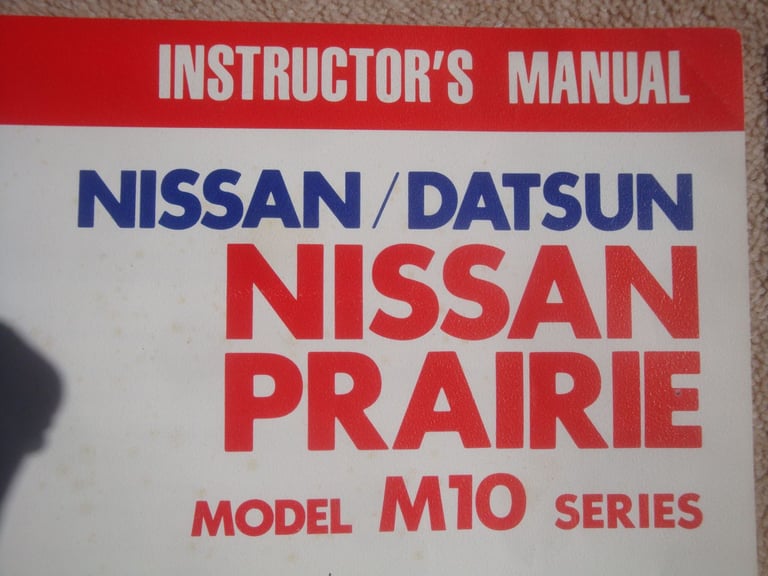 INSTRUCTOR'S MANUAL
NISSAN/DATSUN
NISSAN
PRAIRIE
MODEL M10 SERIES